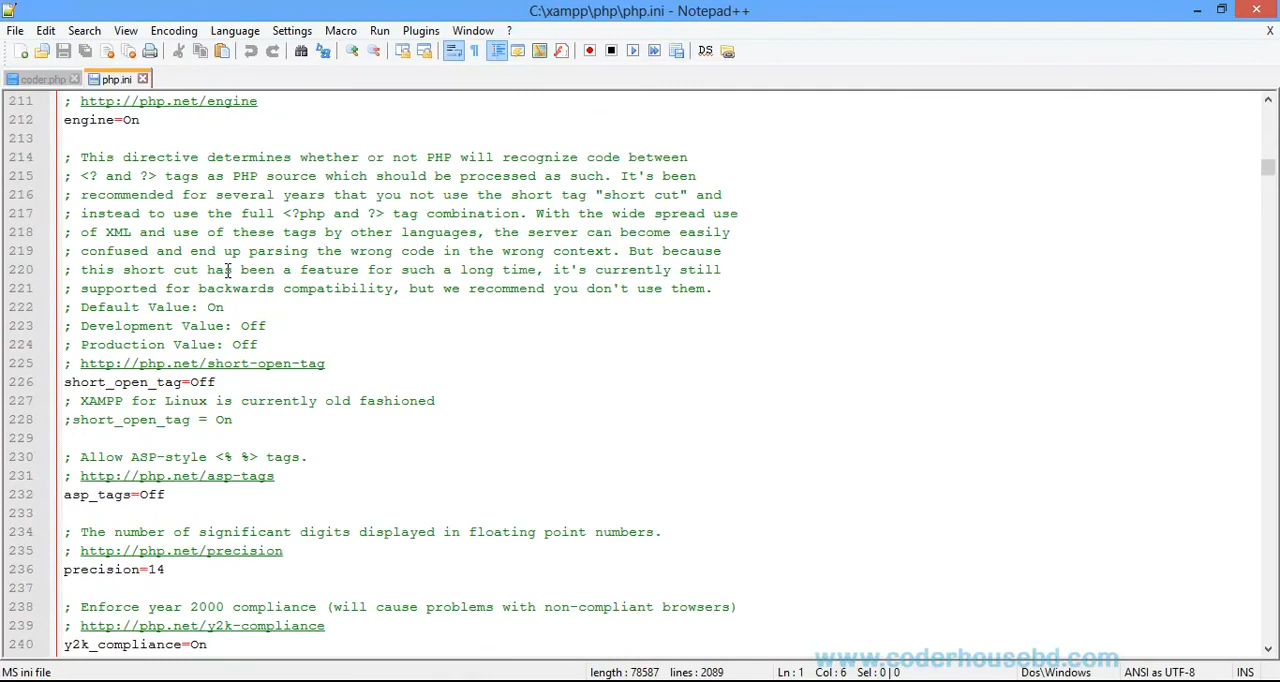 C:\xampp\php\php.ini - Notepad++
File Edit Search View Encoding Language Settings Macro Run Plugins Window ? X
coder.php php.ini
211 ; http://php.net/engine
212 engine=On
213
214 ; This directive determines whether or not PHP will recognize code between
215 ; <? and ?> tags as PHP source which should be processed as such. It's been
216 ; recommended for several years that you not use the short tag "short cut" and
217 ; instead to use the full <?php and ?> tag combination. With the wide spread use
218 ; of XML and use of these tags by other languages, the server can become easily
219 ; confused and end up parsing the wrong code in the wrong context. But because
220 ; this short cut has been a feature for such a long time, it's currently still
221 ; supported for backwards compatibility, but we recommend you don't use them.
222 ; Default Value: On
223 ; Development Value: Off
224 ; Production Value: Off
225 ; http://php.net/short-open-tag
226 short_open_tag=Off
227 ; XAMPP for Linux is currently old fashioned
228 ;short_open_tag = On
229
230 ; Allow ASP-style <% %> tags.
231 ; http://php.net/asp-tags
232 asp_tags=Off
233
234 ; The number of significant digits displayed in floating point numbers.
235 ; http://php.net/precision
236 precision=14
237
238 ; Enforce year 2000 compliance (will cause problems with non-compliant browsers)
239 ; http://php.net/y2k-compliance
240 y2k_compliance=On
www.coderhousebd.com
MS ini file length : 78587 lines : 2089 Ln : 1 Col : 6 Sel : 0 | 0 Dos\Windows ANSI as UTF-8 INS